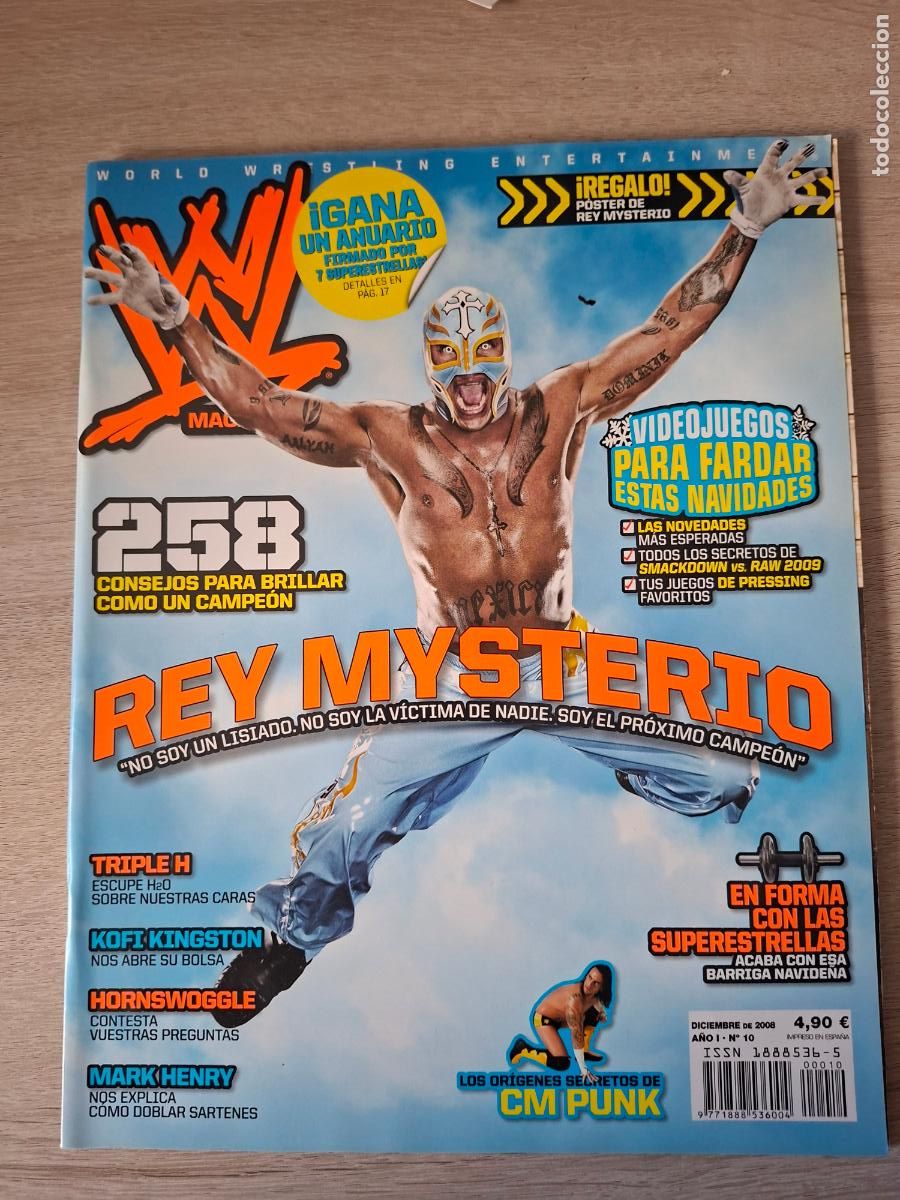 WORLD WRESTLING ENTERTAINME
W
MAG
¡GANA
UN ANUARIO
FIRMADO POR
7 SUPERESTRELLAS!
DETALLES EN
PÁG. 17
¡REGALO!
PÓSTER DE
REY MYSTERIO
DOMINIK
AALYAH
MEXICO
VIDEOJUEGOS
PARA FARDAR
ESTAS NAVIDADES
LAS NOVEDADES
MÁS ESPERADAS
TODOS LOS SECRETOS DE
SMACKDOWN vs. RAW 2009
TUS JUEGOS DE PRESSING
FAVORITOS
258
CONSEJOS PARA BRILLAR
COMO UN CAMPEÓN
REY MYSTERIO
"NO SOY UN LISIADO. NO SOY LA VÍCTIMA DE NADIE. SOY EL PRÓXIMO CAMPEÓN"
TRIPLE H
ESCUPE H2O
SOBRE NUESTRAS CARAS
KOFI KINGSTON
NOS ABRE SU BOLSA
HORNSWOGGLE
CONTESTA
VUESTRAS PREGUNTAS
MARK HENRY
NOS EXPLICA
CÓMO DOBLAR SARTENES
EN FORMA
CON LAS
SUPERESTRELLAS
ACABA CON ESA
BARRIGA NAVIDEÑA
LOS ORÍGENES SECRETOS DE
CM PUNK
DICIEMBRE DE 2008
4,90 €
AÑO I · Nº 10
IMPRESO EN ESPAÑA
ISSN 1888536-5
00010
9 771888 536004
todocoleccion